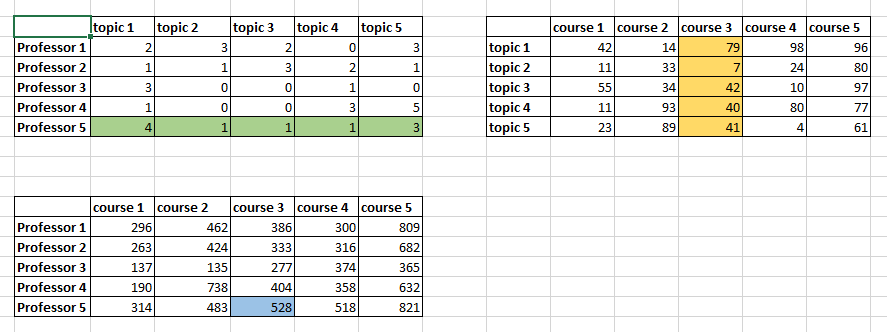 topic 1 topic 2 topic 3 topic 4 topic 5
Professor 1 2 3 2 0 3
Professor 2 1 1 3 2 1
Professor 3 3 0 0 1 0
Professor 4 1 0 0 3 5
Professor 5 4 1 1 1 3
course 1 course 2 course 3 course 4 course 5
topic 1 42 14 79 98 96
topic 2 11 33 7 24 80
topic 3 55 34 42 10 97
topic 4 11 93 40 80 77
topic 5 23 89 41 4 61
course 1 course 2 course 3 course 4 course 5
Professor 1 296 462 386 300 809
Professor 2 263 424 333 316 682
Professor 3 137 135 277 374 365
Professor 4 190 738 404 358 632
Professor 5 314 483 528 518 821